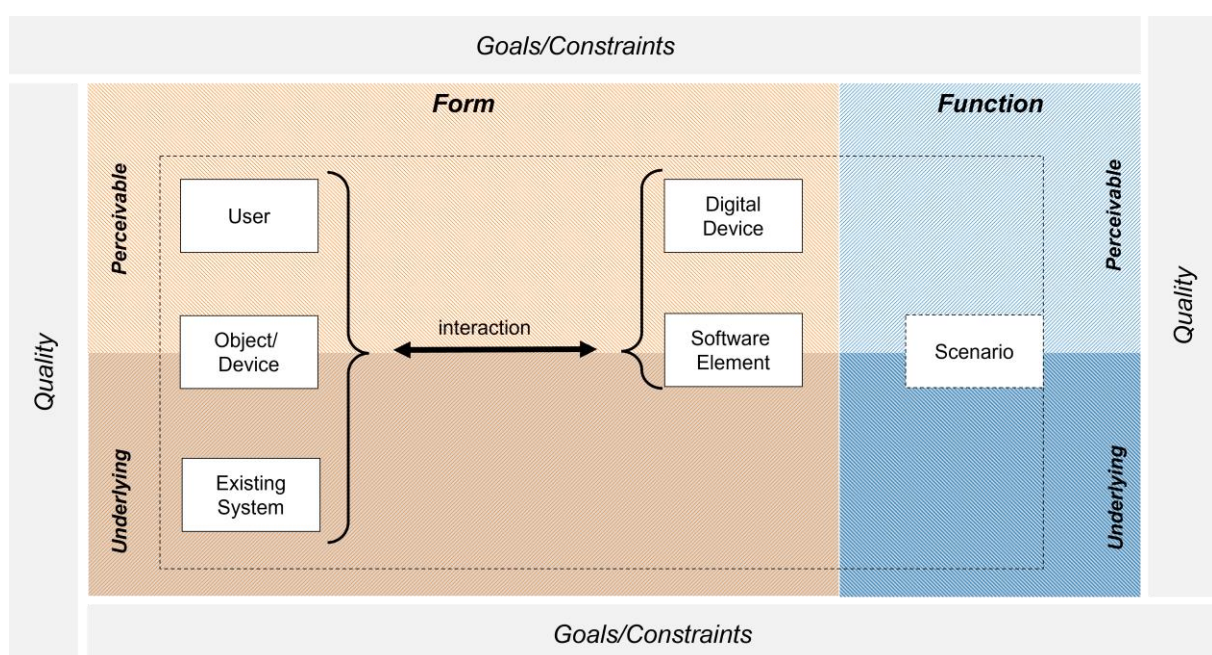 Goals/Constraints
Form
Function
Perceivable
Perceivable
User
Digital
Device
Quality
Quality
interaction
Object/
Device
Software
Element
Scenario
Underlying
Underlying
Existing
System
Goals/Constraints